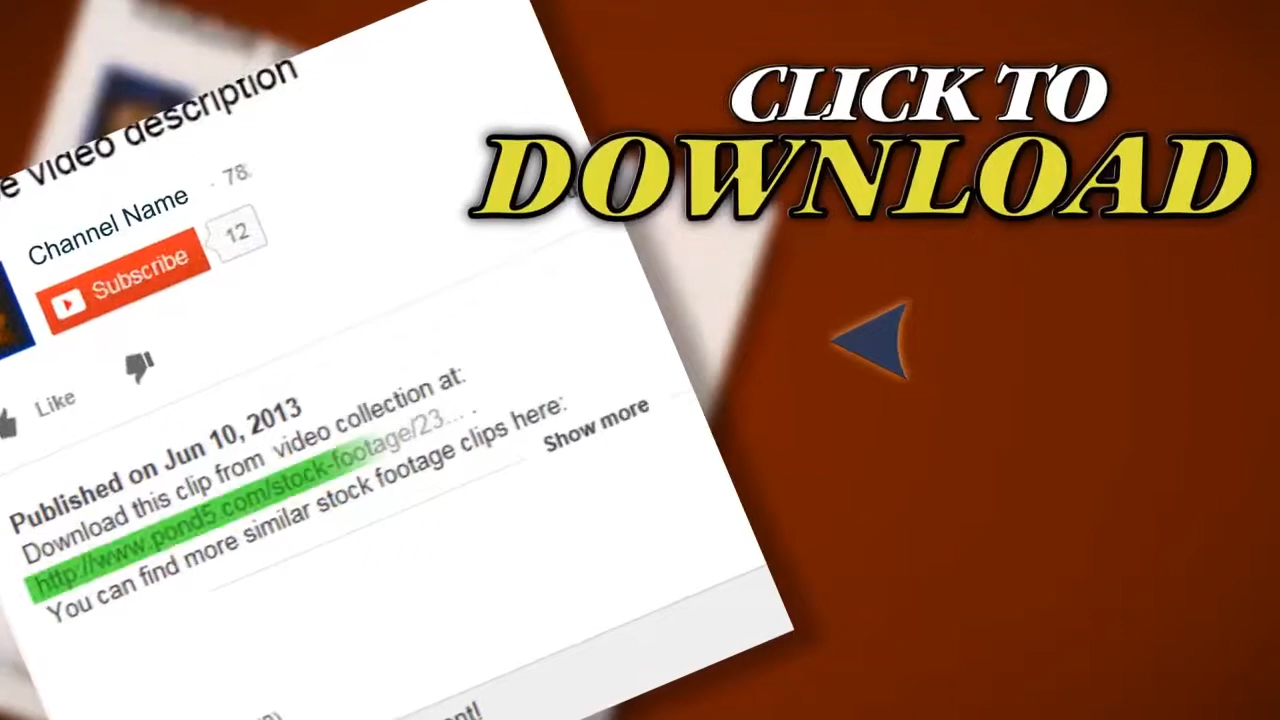 CLICK TO
DOWNLOAD
e video description
Channel Name
78
Subscribe
12
Like
Published on Jun 10, 2013
Download this clip from video collection at:
http://www.pond5.com/stock-footage/23...
You can find more similar stock footage clips here:
Show more